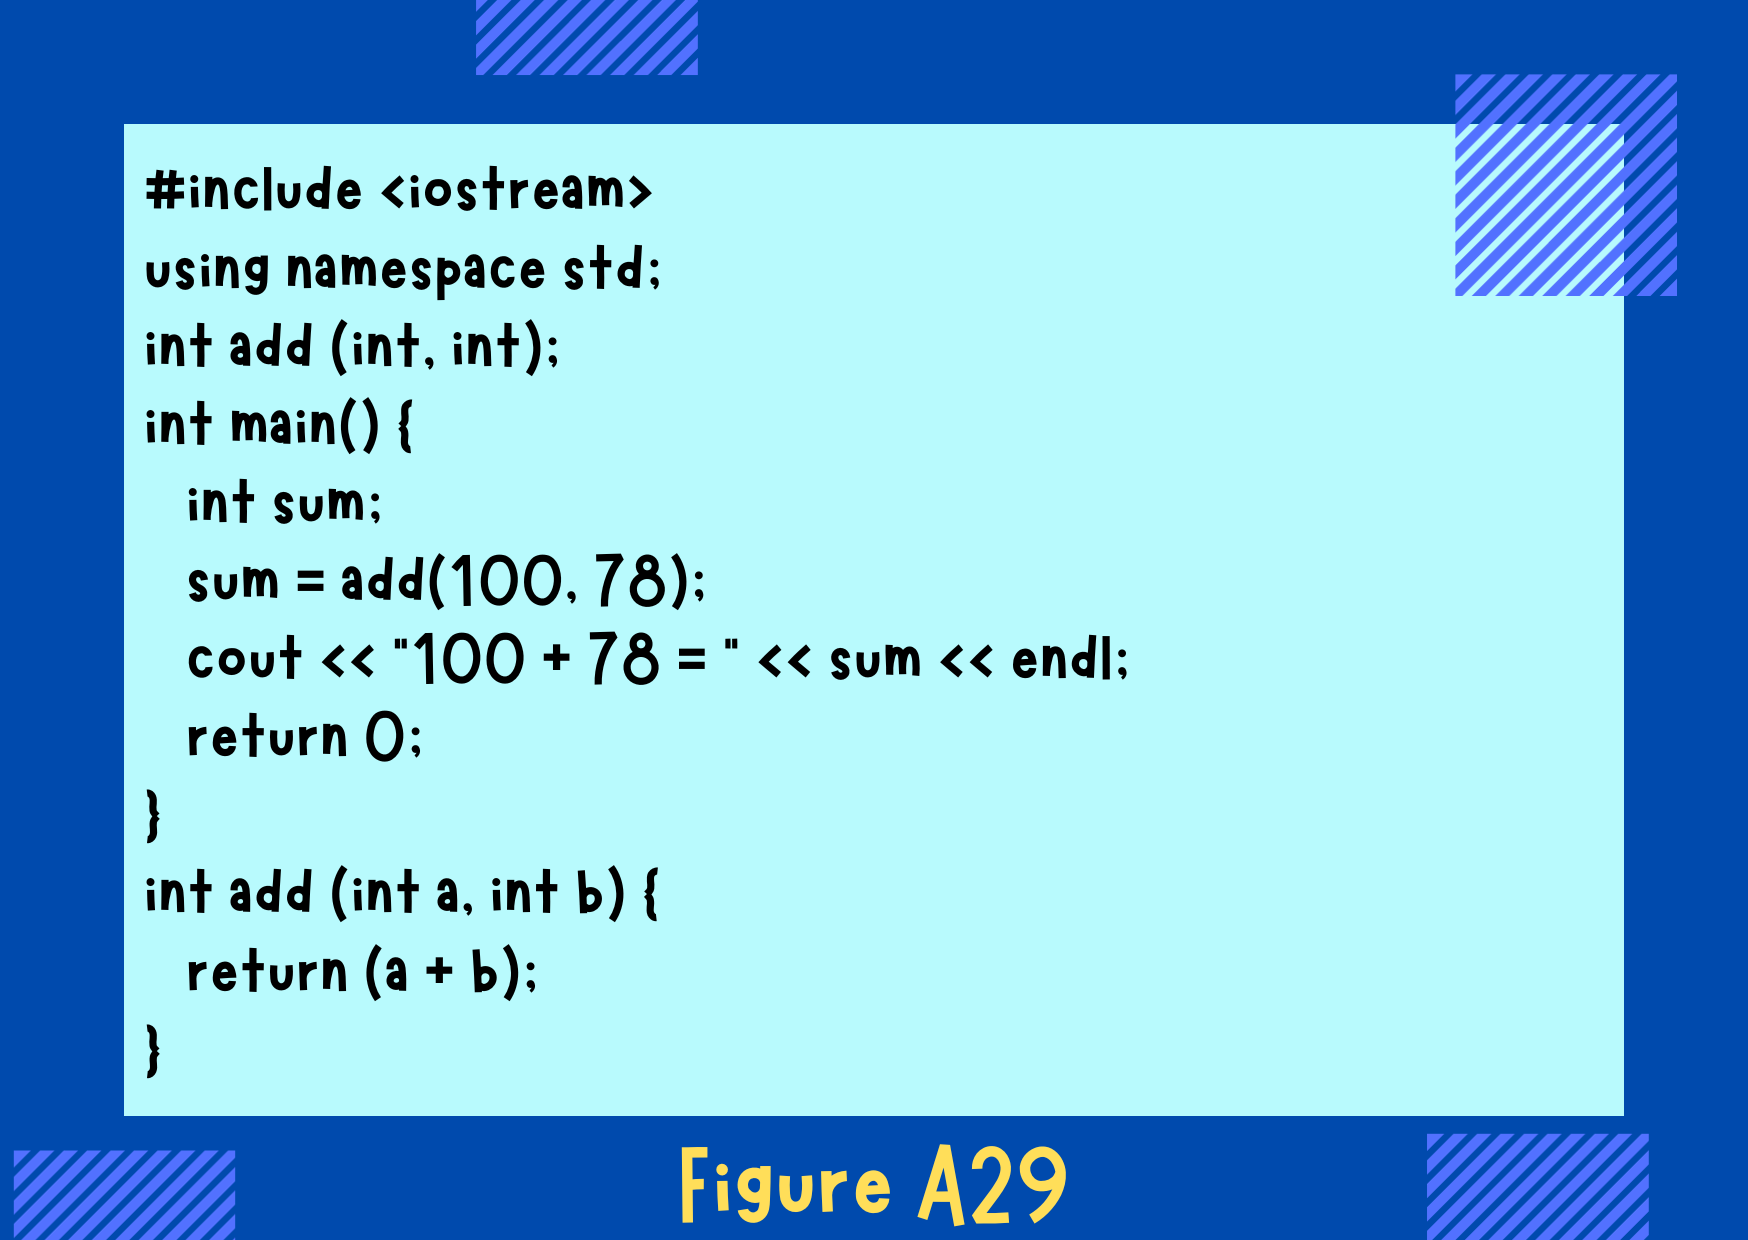 #include <iostream>
using namespace std;
int add (int, int);
int main() {
   int sum;
   sum = add(100, 78);
   cout << "100 + 78 = " << sum << endl;
   return 0;
}
int add (int a, int b) {
   return (a + b);
}
Figure A29